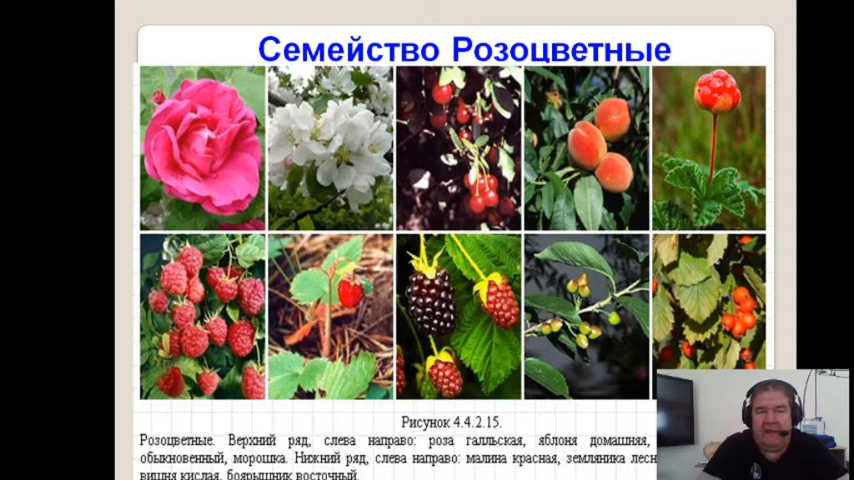 Семейство Розоцветные
Рисунок 4.4.2.15.
Розоцветные. Верхний ряд, слева направо: роза галльская, яблоня домашняя,
обыкновенный, морошка. Нижний ряд, слева направо: малина красная, земляника лесн
вишня кислая, боярышник восточный.